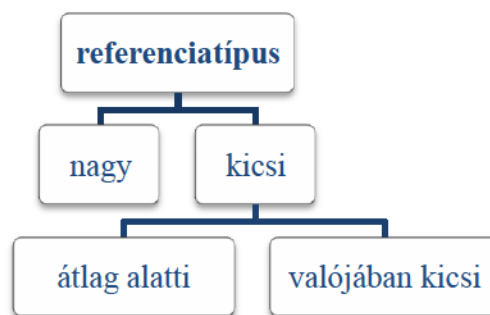 referenciatípus
nagy
kicsi
átlag alatti
valójában kicsi